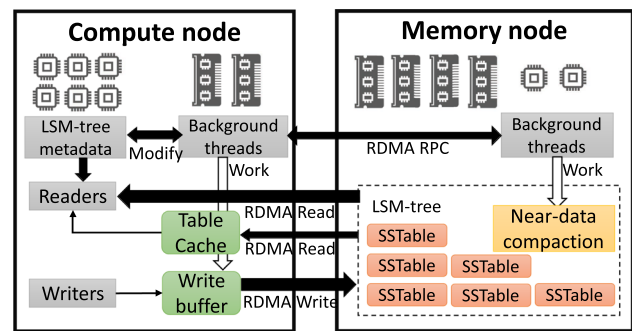 Compute node
Memory node
LSM-tree
metadata
Modify
Background
threads
RDMA RPC
Background
threads
Work
Work
Readers
RDMA Read
LSM-tree
Near-data
compaction
Table
Cache
RDMA Read
SSTable
SSTable
SSTable
Writers
Write
buffer
RDMA Write
SSTable
SSTable
SSTable